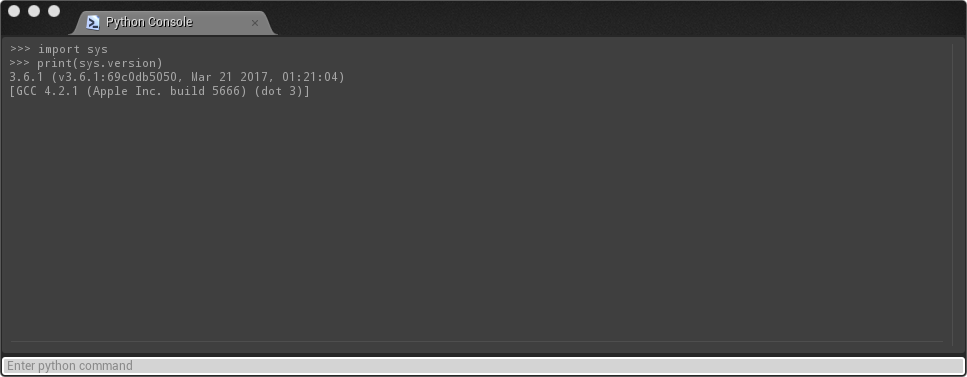 Python Console
>>> import sys
>>> print(sys.version)
3.6.1 (v3.6.1:69c0db5050, Mar 21 2017, 01:21:04)
[GCC 4.2.1 (Apple Inc. build 5666) (dot 3)]
Enter python command